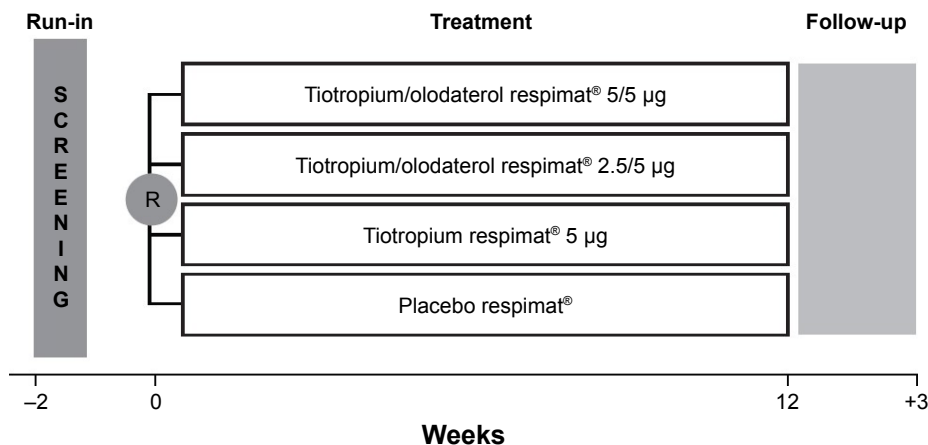 Run-in
Treatment
Follow-up
SCREENING
R
Tiotropium/olodaterol respimat® 5/5 µg
Tiotropium/olodaterol respimat® 2.5/5 µg
Tiotropium respimat® 5 µg
Placebo respimat®
–2
0
12
+3
Weeks